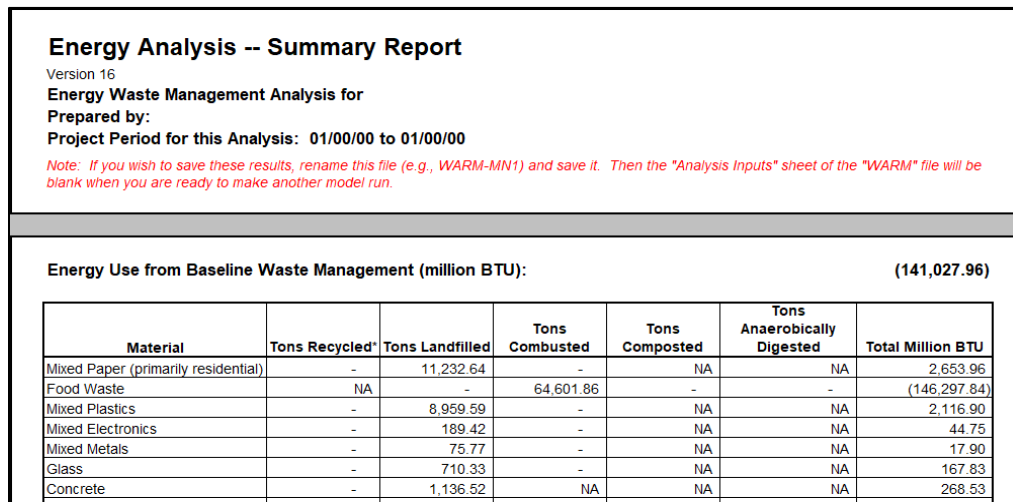 Energy Analysis -- Summary Report
Version 16
Energy Waste Management Analysis for
Prepared by:
Project Period for this Analysis: 01/00/00 to 01/00/00
Note: If you wish to save these results, rename this file (e.g., WARM-MN1) and save it. Then the "Analysis Inputs" sheet of the "WARM" file will be
blank when you are ready to make another model run.
Energy Use from Baseline Waste Management (million BTU): (141,027.96)
Material Tons Recycled* Tons Landfilled Tons Combusted Tons Composted Tons Anaerobically Digested Total Million BTU
Mixed Paper (primarily residential) - 11,232.64 - NA NA 2,653.96
Food Waste NA - 64,601.86 - - (146,297.84)
Mixed Plastics - 8,959.59 - NA NA 2,116.90
Mixed Electronics - 189.42 - NA NA 44.75
Mixed Metals - 75.77 - NA NA 17.90
Glass - 710.33 - NA NA 167.83
Concrete - 1,136.52 NA NA NA 268.53